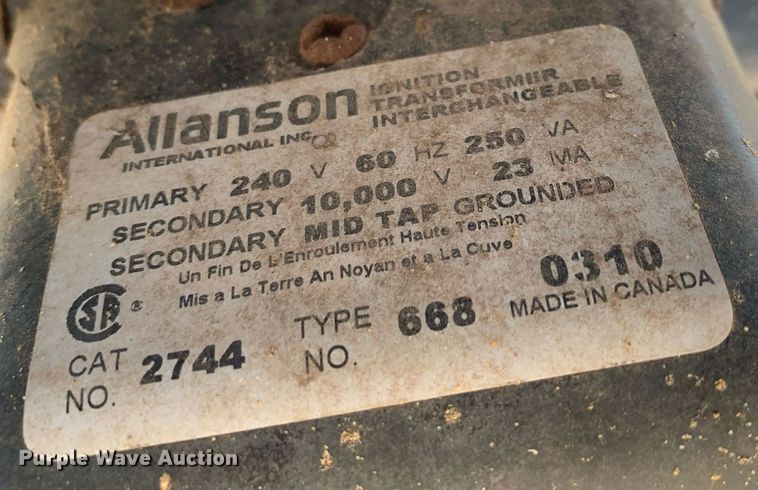 Allanson
INTERNATIONAL INC
IGNITION
TRANSFORMER
INTERCHANGEABLE
PRIMARY 240 V 60 HZ 250 VA
SECONDARY 10,000 V 23 MA
SECONDARY MID TAP GROUNDED
Un Fin De L'Enroulement Haute Tension
Mis a La Terre An Noyan et a La Cuve
SA ®
CAT NO. 2744
TYPE NO. 668
0310
MADE IN CANADA
Purple Wave Auction